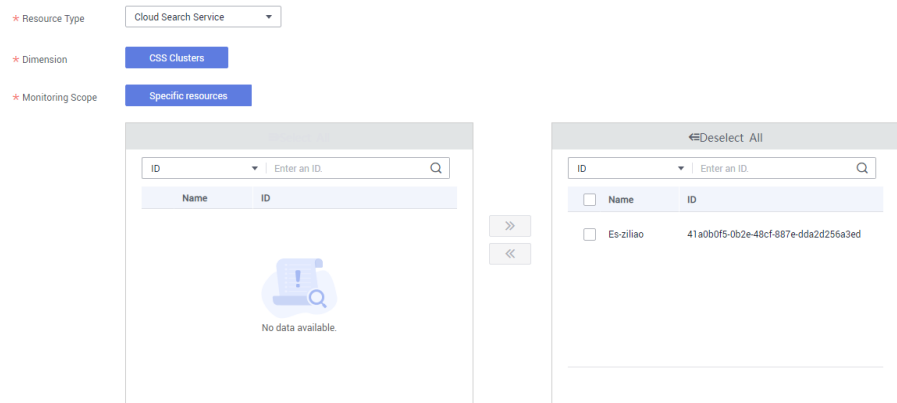 * Resource Type
Cloud Search Service
* Dimension
CSS Clusters
* Monitoring Scope
Specific resources
ID
Enter an ID.
Name
ID
No data available.
Deselect All
ID
Enter an ID.
Name
ID
Es-ziliao
41a0b0f5-0b2e-48cf-887e-dda2d256a3ed